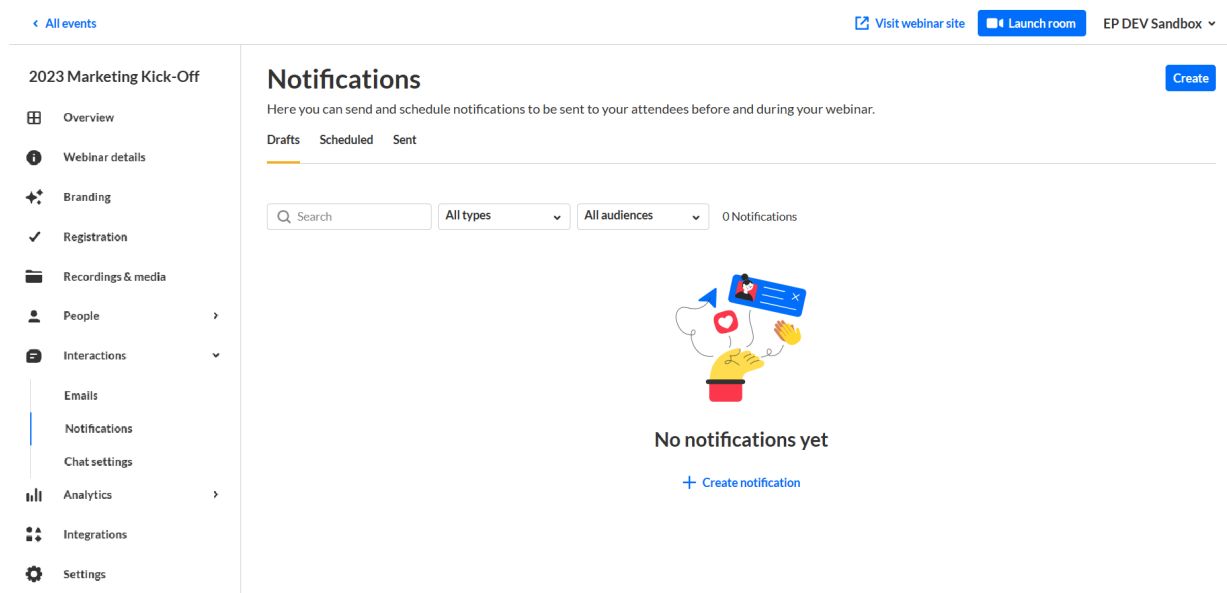 All events
Visit webinar site
Launch room
EP DEV Sandbox
2023 Marketing Kick-Off
Overview
Webinar details
Branding
Registration
Recordings & media
People
Interactions
Emails
Notifications
Chat settings
Analytics
Integrations
Settings
Notifications
Create
Here you can send and schedule notifications to be sent to your attendees before and during your webinar.
Drafts Scheduled Sent
Search All types All audiences 0 Notifications
No notifications yet
Create notification